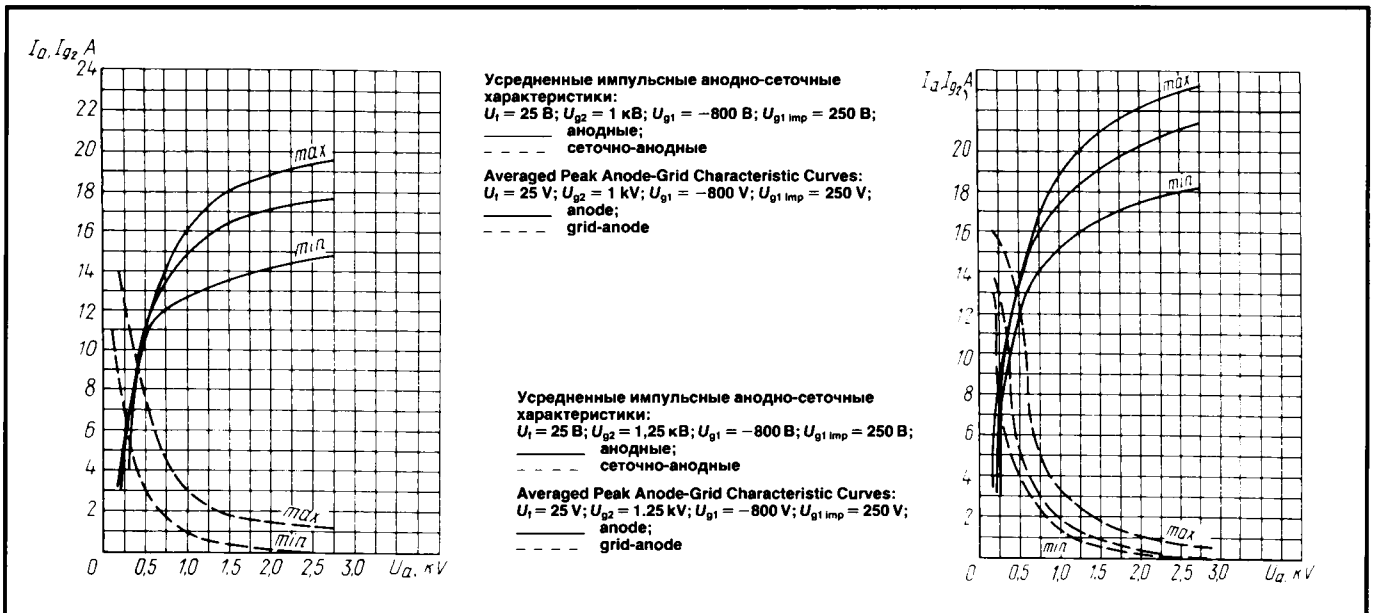 I_a, I_g2 A
24
22
20
18
16
14
12
10
8
6
4
2
0 0,5 1,0 1,5 2,0 2,5 3,0 U_a, kV
max
min
max
min
Усредненные импульсные анодно-сеточные
характеристики:
U_f = 25 В; U_g2 = 1 кВ; U_g1 = −800 В; U_g1 imp = 250 В;
анодные;
сеточно-анодные
Averaged Peak Anode-Grid Characteristic Curves:
U_f = 25 V; U_g2 = 1 kV; U_g1 = −800 V; U_g1 imp = 250 V;
anode;
grid-anode
Усредненные импульсные анодно-сеточные
характеристики:
U_f = 25 В; U_g2 = 1,25 кВ; U_g1 = −800 В; U_g1 imp = 250 В;
анодные;
сеточно-анодные
Averaged Peak Anode-Grid Characteristic Curves:
U_f = 25 V; U_g2 = 1.25 kV; U_g1 = −800 V; U_g1 imp = 250 V;
anode;
grid-anode
I_a, I_g2, A
20
18
16
14
12
10
8
6
4
2
0 0,5 1,0 1,5 2,0 2,5 3,0 U_a, kV
max
min
max
min